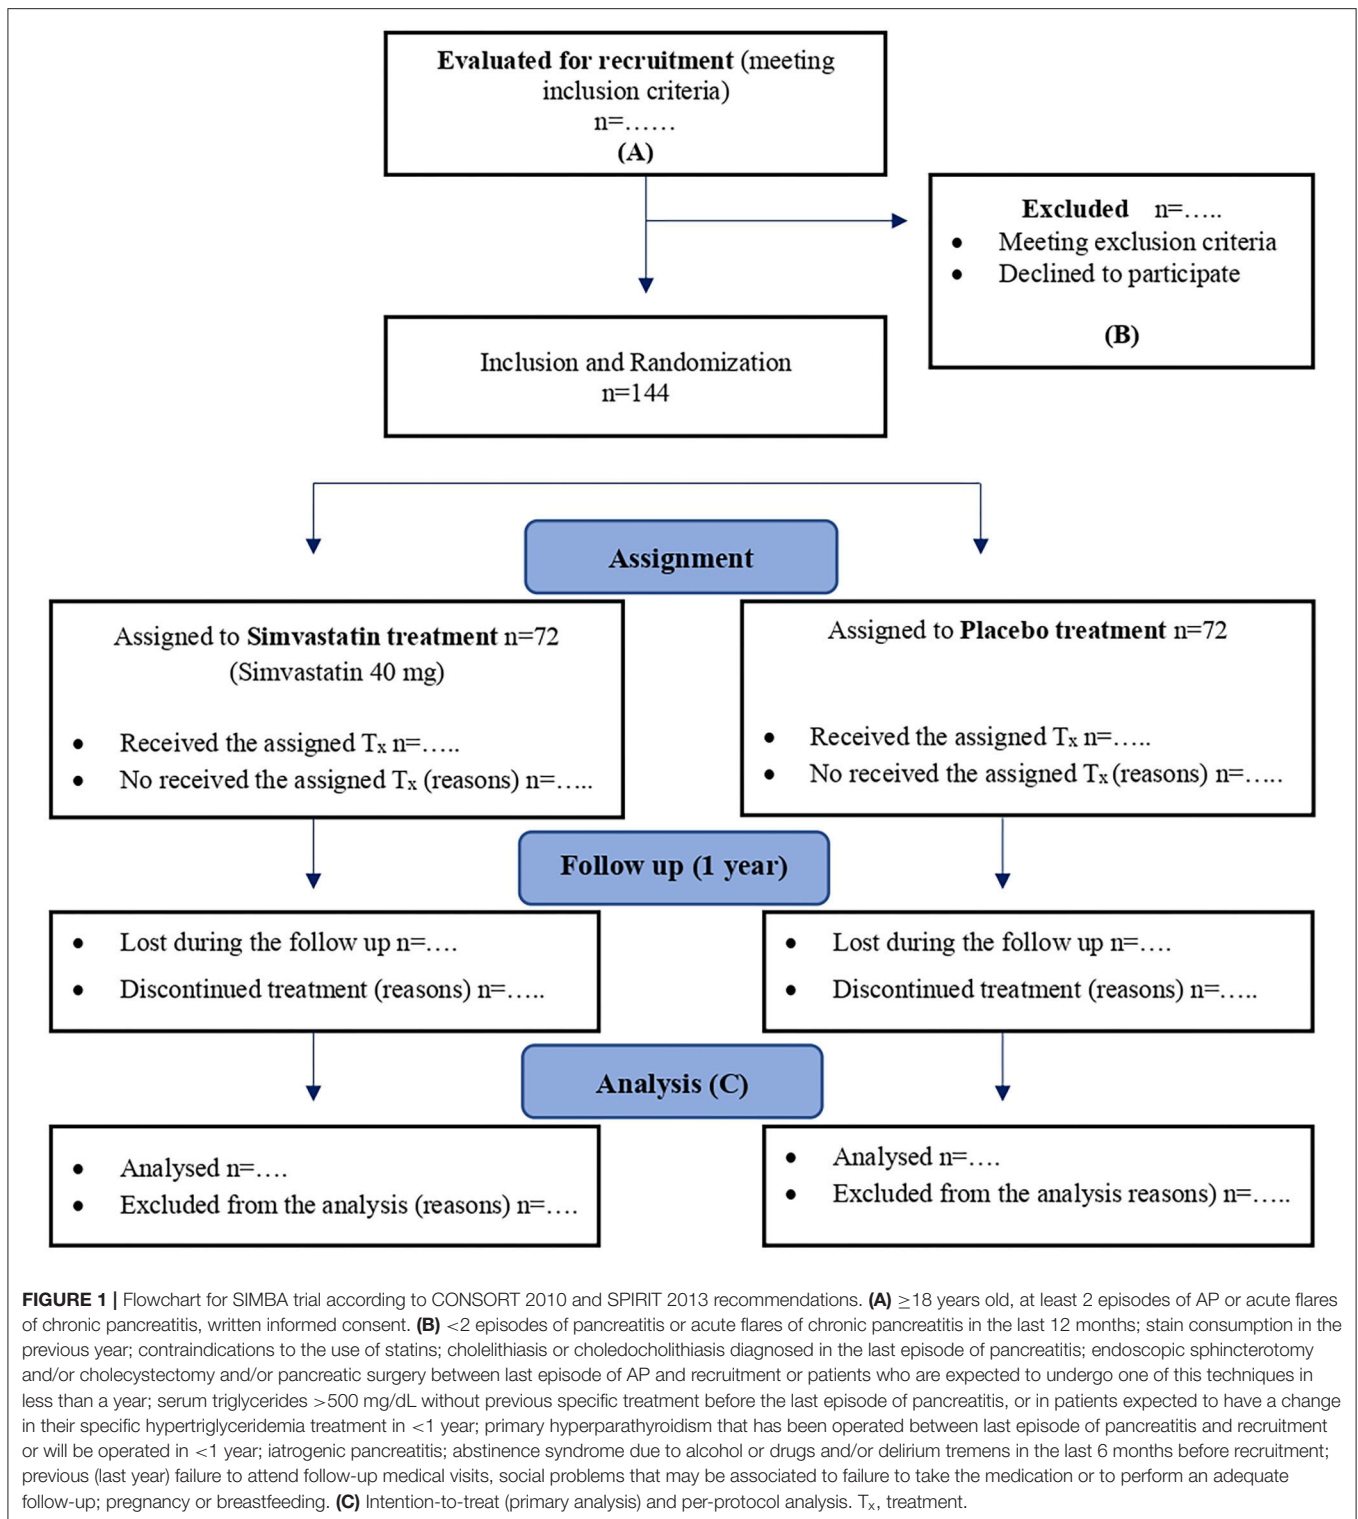 Evaluated for recruitment (meeting
inclusion criteria)
n=……
(A)
Excluded n=…..
• Meeting exclusion criteria
• Declined to participate
(B)
Inclusion and Randomization
n=144
Assignment
Assigned to Simvastatin treatment n=72
(Simvastatin 40 mg)
• Received the assigned Tₓ n=…..
• No received the assigned Tₓ (reasons) n=…..
Assigned to Placebo treatment n=72
• Received the assigned Tₓ n=…..
• No received the assigned Tₓ (reasons) n=…..
Follow up (1 year)
• Lost during the follow up n=….
• Discontinued treatment (reasons) n=…..
• Lost during the follow up n=….
• Discontinued treatment (reasons) n=…..
Analysis (C)
• Analysed n=….
• Excluded from the analysis (reasons) n=….
• Analysed n=….
• Excluded from the analysis reasons) n=…..
FIGURE 1 | Flowchart for SIMBA trial according to CONSORT 2010 and SPIRIT 2013 recommendations. (A) ≥18 years old, at least 2 episodes of AP or acute flares
of chronic pancreatitis, written informed consent. (B) <2 episodes of pancreatitis or acute flares of chronic pancreatitis in the last 12 months; stain consumption in the
previous year; contraindications to the use of statins; cholelithiasis or choledocholithiasis diagnosed in the last episode of pancreatitis; endoscopic sphincterotomy
and/or cholecystectomy and/or pancreatic surgery between last episode of AP and recruitment or patients who are expected to undergo one of this techniques in
less than a year; serum triglycerides >500 mg/dL without previous specific treatment before the last episode of pancreatitis, or in patients expected to have a change
in their specific hypertriglyceridemia treatment in <1 year; primary hyperparathyroidism that has been operated between last episode of pancreatitis and recruitment
or will be operated in <1 year; iatrogenic pancreatitis; abstinence syndrome due to alcohol or drugs and/or delirium tremens in the last 6 months before recruitment;
previous (last year) failure to attend follow-up medical visits, social problems that may be associated to failure to take the medication or to perform an adequate
follow-up; pregnancy or breastfeeding. (C) Intention-to-treat (primary analysis) and per-protocol analysis. Tₓ, treatment.